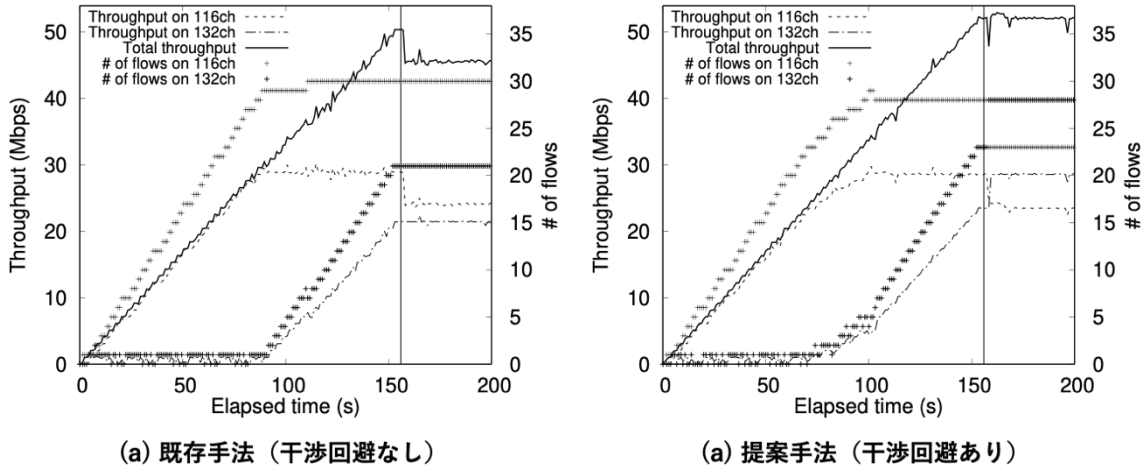 Throughput on 116ch
Throughput on 132ch
Total throughput
# of flows on 116ch
# of flows on 132ch
Throughput (Mbps)
50
40
30
20
10
0
35
30
25
20
15
10
5
0
# of flows
0 50 100 150 200
Elapsed time (s)
(a) 既存手法（干渉回避なし）
Throughput on 116ch
Throughput on 132ch
Total throughput
# of flows on 116ch
# of flows on 132ch
Throughput (Mbps)
50
40
30
20
10
0
35
30
25
20
15
10
5
0
# of flows
0 50 100 150 200
Elapsed time (s)
(a) 提案手法（干渉回避あり）